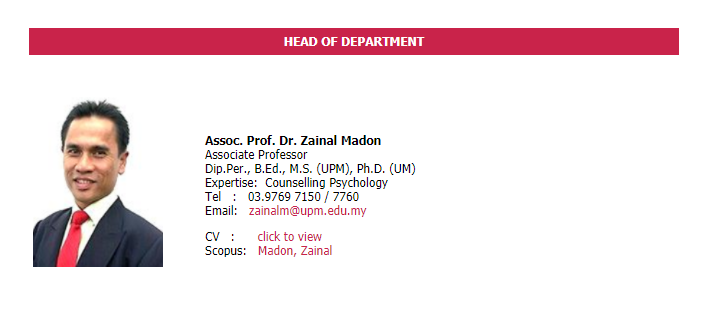 HEAD OF DEPARTMENT
Assoc. Prof. Dr. Zainal Madon
Associate Professor
Dip.Per., B.Ed., M.S. (UPM), Ph.D. (UM)
Expertise: Counselling Psychology
Tel : 03.9769 7150 / 7760
Email: zainalm@upm.edu.my
CV : click to view
Scopus: Madon, Zainal